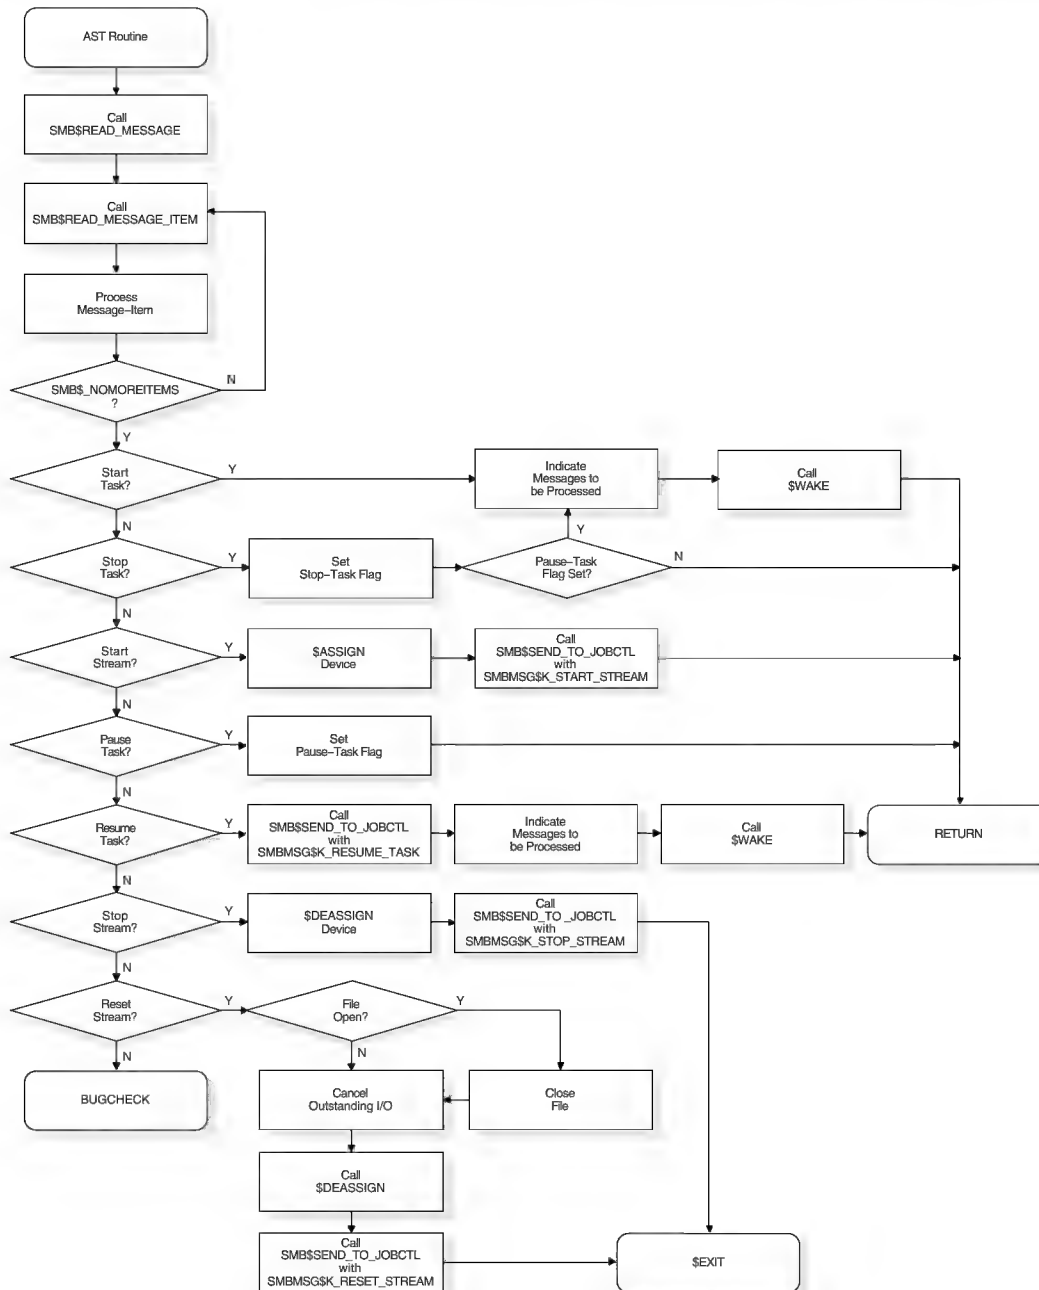 AST Routine
Call
SMB$READ_MESSAGE
Call
SMB$READ_MESSAGE_ITEM
Process
Message–Item
SMB$_NOMOREITEMS
?
N
Y
Start
Task?
Y
Indicate
Messages to
be Processed
Call
$WAKE
N
Y
Stop
Task?
Y
Set
Stop–Task Flag
Pause–Task
Flag Set?
N
N
Start
Stream?
Y
$ASSIGN
Device
Call
SMB$SEND_TO_JOBCTL
with
SMBMSG$K_START_STREAM
N
Pause
Task?
Y
Set
Pause–Task Flag
N
Resume
Task?
Y
Call
SMB$SEND_TO_JOBCTL
with
SMBMSG$K_RESUME_TASK
Indicate
Messages to
be Processed
Call
$WAKE
RETURN
N
Stop
Stream?
Y
$DEASSIGN
Device
Call
SMB$SEND_TO _JOBCTL
with
SMBMSG$K_STOP_STREAM
N
Reset
Stream?
Y
File
Open?
Y
N
N
BUGCHECK
Cancel
Outstanding I/O
Close
File
Call
$DEASSIGN
Call
SMB$SEND_TO_JOBCTL
with
SMBMSG$K_RESET_STREAM
$EXIT